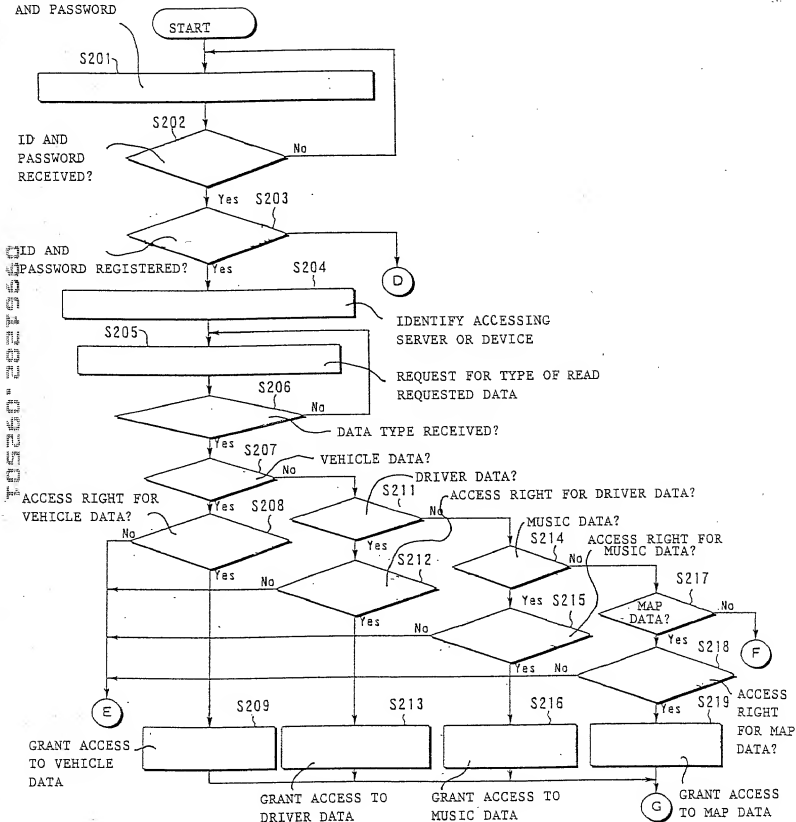 AND PASSWORD
START
S201
S202
ID AND
PASSWORD
RECEIVED?
No
Yes
S203
ID AND
PASSWORD REGISTERED?
Yes
D
S204
IDENTIFY ACCESSING
SERVER OR DEVICE
S205
REQUEST FOR TYPE OF READ
REQUESTED DATA
S206
No
DATA TYPE RECEIVED?
Yes
S207
VEHICLE DATA?
No
Yes
DRIVER DATA?
S211
ACCESS RIGHT FOR DRIVER DATA?
No
Yes
ACCESS RIGHT FOR
VEHICLE DATA?
S208
No
Yes
MUSIC DATA?
S214
ACCESS RIGHT FOR
MUSIC DATA?
No
Yes
S212
No
Yes
S215
No
Yes
S217
MAP
DATA?
No
Yes
F
S218
No
Yes
ACCESS
RIGHT
FOR MAP
DATA?
E
S209
S213
S216
S219
GRANT ACCESS
TO VEHICLE
DATA
GRANT ACCESS TO
DRIVER DATA
GRANT ACCESS TO
MUSIC DATA
GRANT ACCESS
TO MAP DATA
G